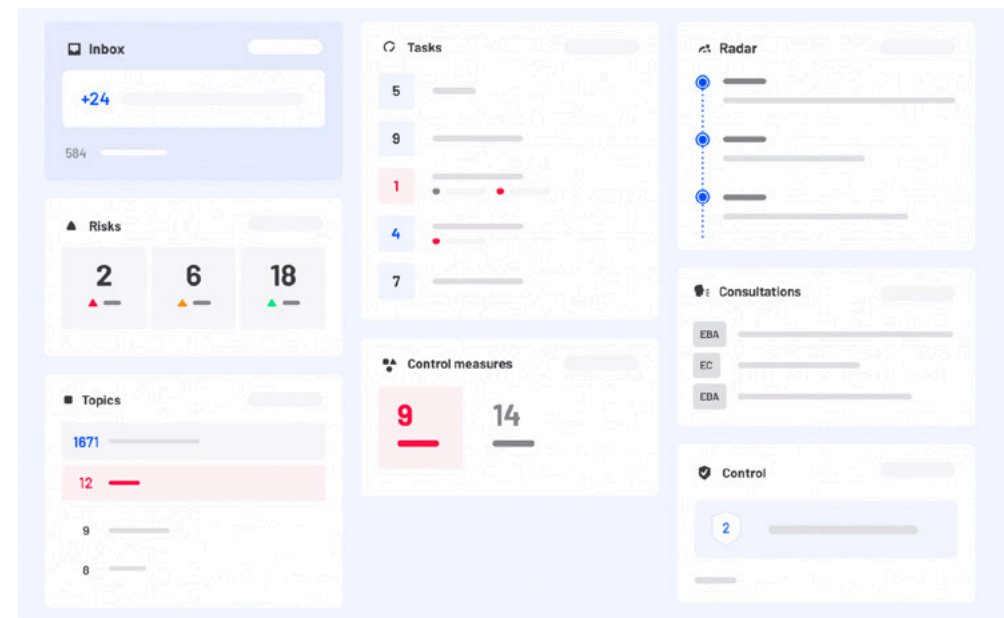 Inbox
+24
584
Risks
2 6 18
Topics
1671
12
9
8
Tasks
5
9
1
4
7
Control measures
9 14
Radar
Consultations
EBA
EC
EBA
Control
2